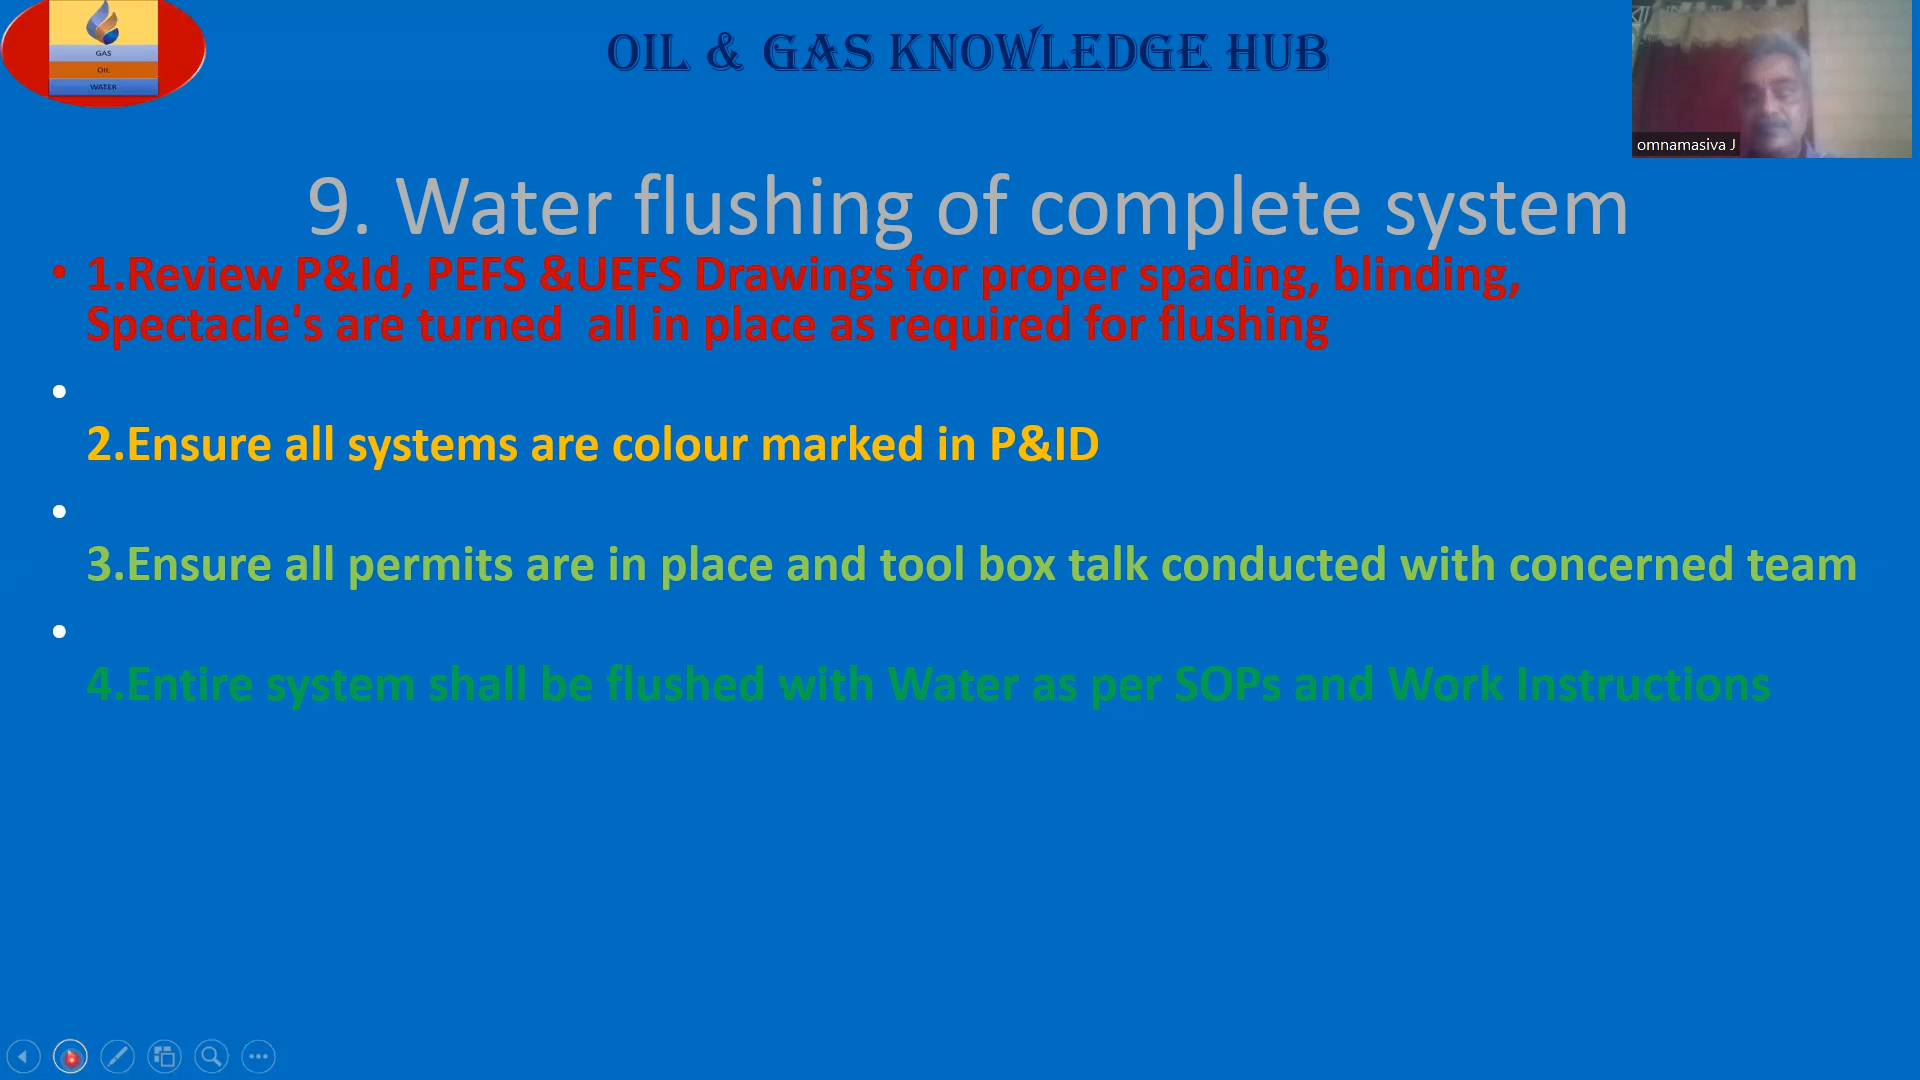 GAS
OIL
WATER
OIL & GAS KNOWLEDGE HUB
omnamasiva J
9. Water flushing of complete system
• 1.Review P&Id, PEFS &UEFS Drawings for proper spading, blinding,
Spectacle's are turned  all in place as required for flushing
•
2.Ensure all systems are colour marked in P&ID
•
3.Ensure all permits are in place and tool box talk conducted with concerned team
•
4.Entire system shall be flushed with Water as per SOPs and Work Instructions